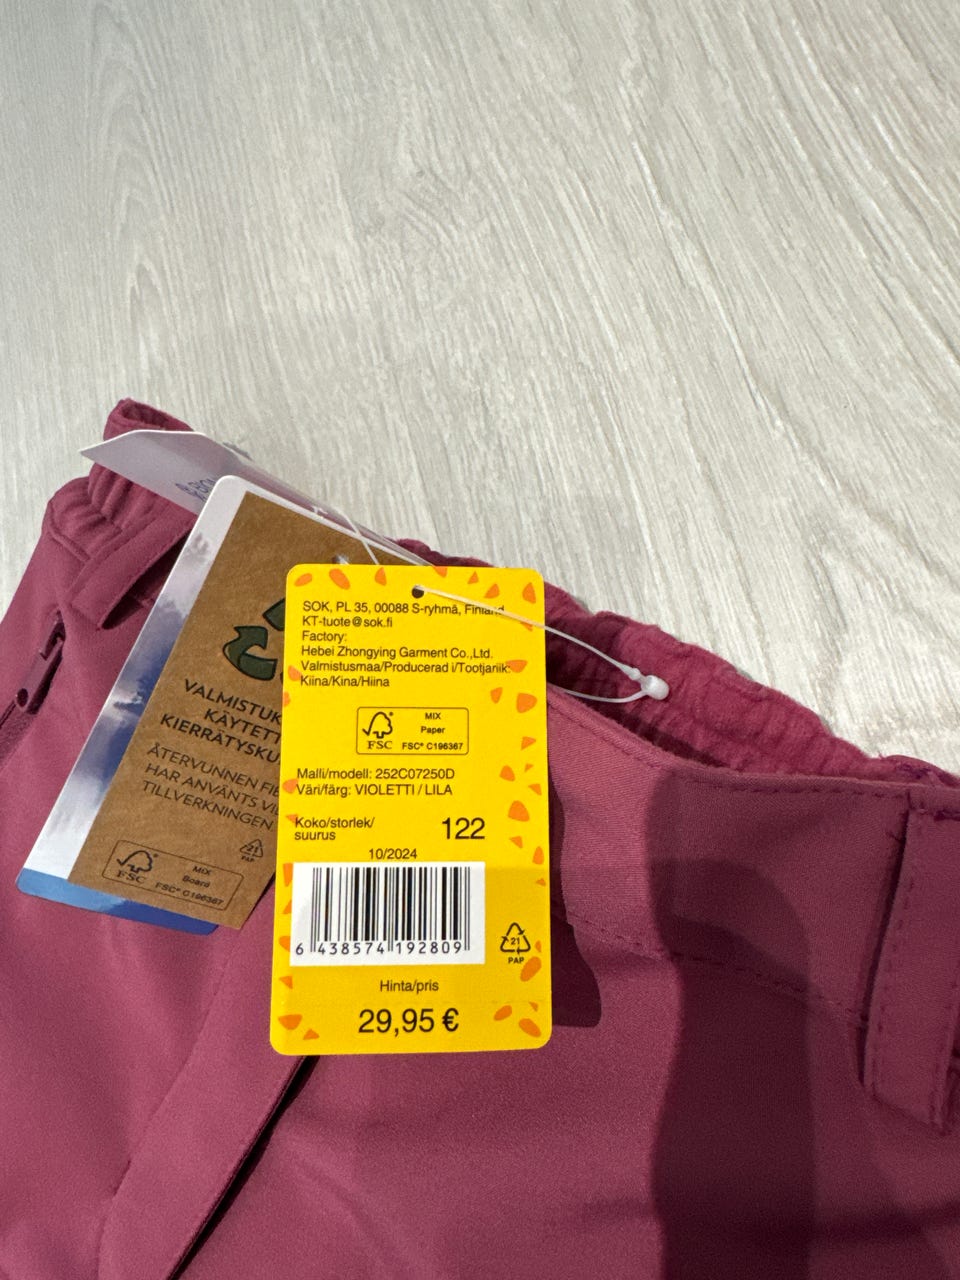 SOK, PL 35, 00088 S-ryhmä, Finland
KT-tuote@sok.fi
Factory:
Hebei Zhongying Garment Co.,Ltd.
Valmistusmaa/Producerad i/Tootjariik:
Kiina/Kina/Hiina
FSC
MIX
Paper
FSC® C196367
Malli/modell: 252C07250D
Väri/färg: VIOLETTI / LILA
Koko/storlek/
suurus
122
10/2024
6 438574 192809
21
PAP
Hinta/pris
29,95 €
VALMISTUK
KÄYTETT
KIERRÄTYSKU
ÅTERVUNNEN FIB
HAR ANVÄNTS VI
TILLVERKNINGEN
21
PAP
FSC
MIX
Board
FSC® C196367